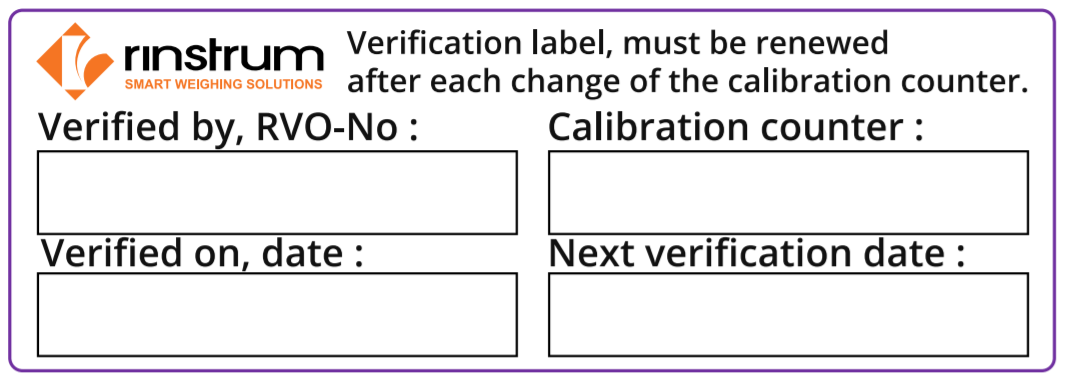 rinstrum
SMART WEIGHING SOLUTIONS
Verification label, must be renewed
after each change of the calibration counter.
Verified by, RVO-No :
Calibration counter :
Verified on, date :
Next verification date :